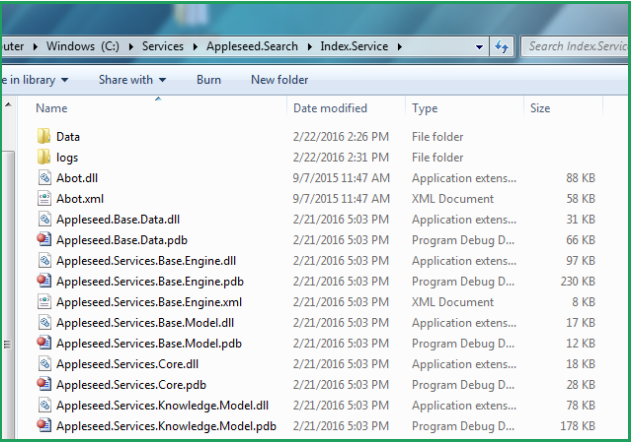 uter ▸ Windows (C:) ▸ Services ▸ Appleseed.Search ▸ Index.Service ▸ Search Index.Servic
e in library Share with Burn New folder
Name Date modified Type Size
Data 2/22/2016 2:26 PM File folder
logs 2/22/2016 2:31 PM File folder
Abot.dll 9/7/2015 11:47 AM Application extens... 88 KB
Abot.xml 9/7/2015 11:47 AM XML Document 58 KB
Appleseed.Base.Data.dll 2/21/2016 5:03 PM Application extens... 31 KB
Appleseed.Base.Data.pdb 2/21/2016 5:03 PM Program Debug D... 66 KB
Appleseed.Services.Base.Engine.dll 2/21/2016 5:03 PM Application extens... 97 KB
Appleseed.Services.Base.Engine.pdb 2/21/2016 5:03 PM Program Debug D... 230 KB
Appleseed.Services.Base.Engine.xml 2/21/2016 5:03 PM XML Document 8 KB
Appleseed.Services.Base.Model.dll 2/21/2016 5:03 PM Application extens... 17 KB
Appleseed.Services.Base.Model.pdb 2/21/2016 5:03 PM Program Debug D... 12 KB
Appleseed.Services.Core.dll 2/21/2016 5:03 PM Application extens... 18 KB
Appleseed.Services.Core.pdb 2/21/2016 5:03 PM Program Debug D... 28 KB
Appleseed.Services.Knowledge.Model.dll 2/21/2016 5:03 PM Application extens... 78 KB
Appleseed.Services.Knowledge.Model.pdb 2/21/2016 5:03 PM Program Debug D... 178 KB